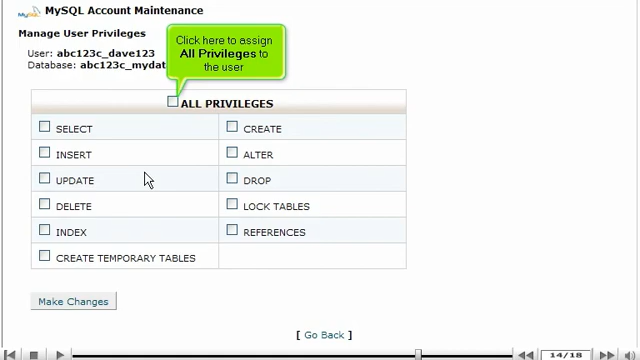 MySQL Account Maintenance
Manage User Privileges
User: abc123c_dave123
Database: abc123c_mydat
Click here to assign
All Privileges to
the user
ALL PRIVILEGES
SELECT CREATE
INSERT ALTER
UPDATE DROP
DELETE LOCK TABLES
INDEX REFERENCES
CREATE TEMPORARY TABLES
Make Changes
[ Go Back ]
14/18